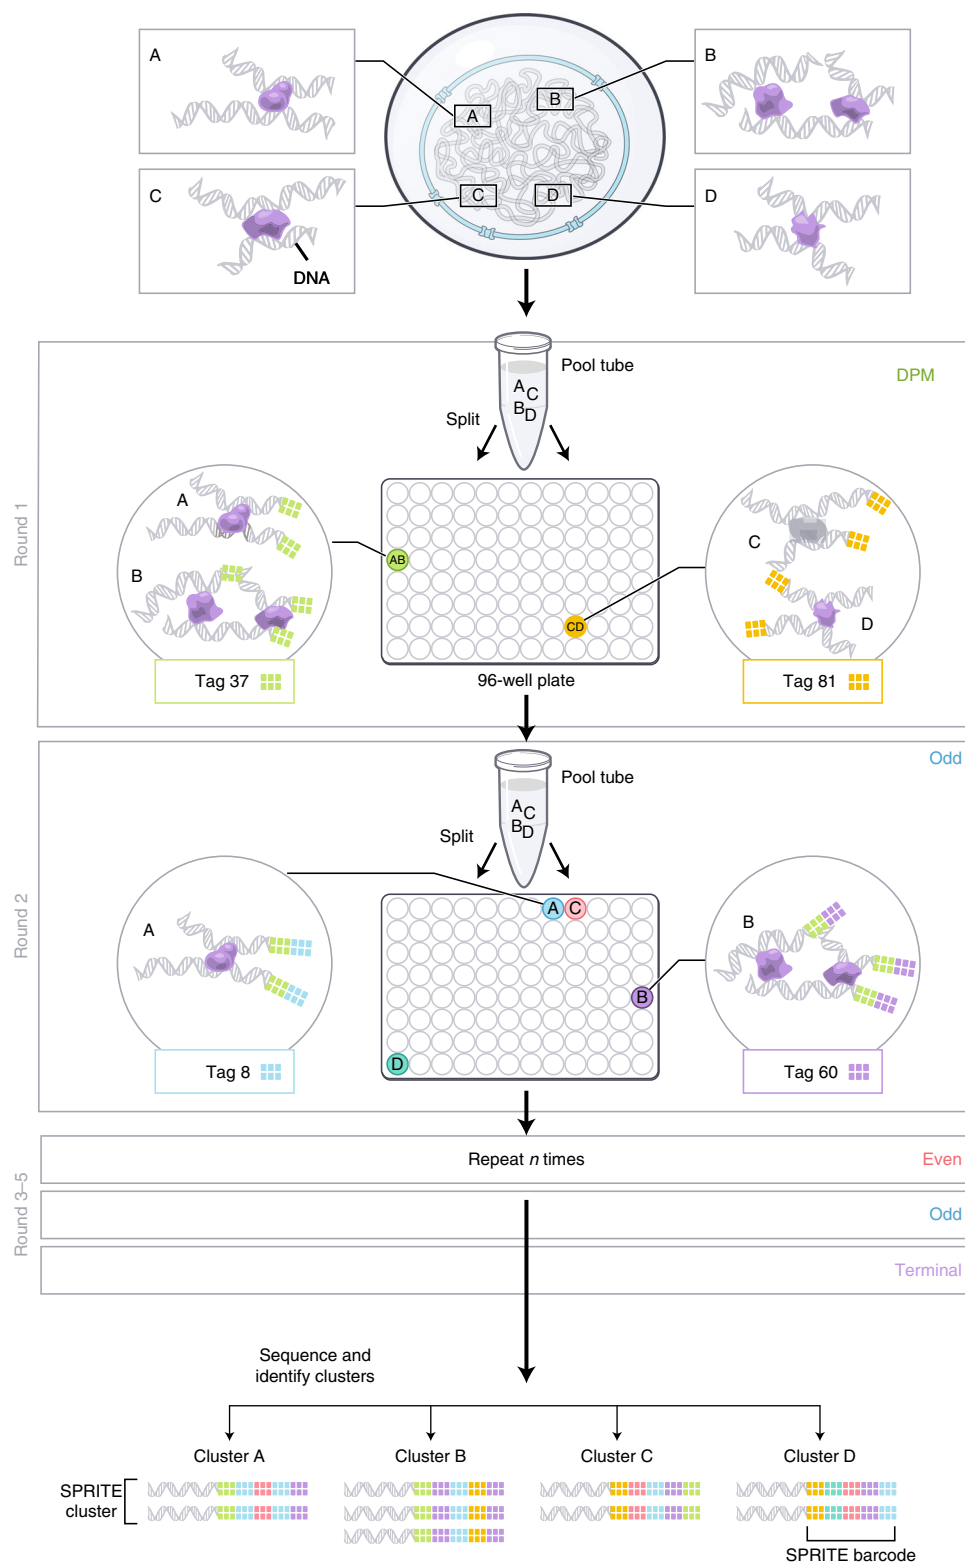 A
B
A
B
C
D
C
D
DNA
Round 1
Pool tube
DPM
A C
B D
Split
A
B
AB
C
D
CD
Tag 37
96-well plate
Tag 81
Round 2
Odd
Pool tube
A C
B D
Split
A
A
C
B
B
D
Tag 8
Tag 60
Round 3–5
Repeat n times
Even
Odd
Terminal
Sequence and
identify clusters
Cluster A
Cluster B
Cluster C
Cluster D
SPRITE
cluster
SPRITE barcode